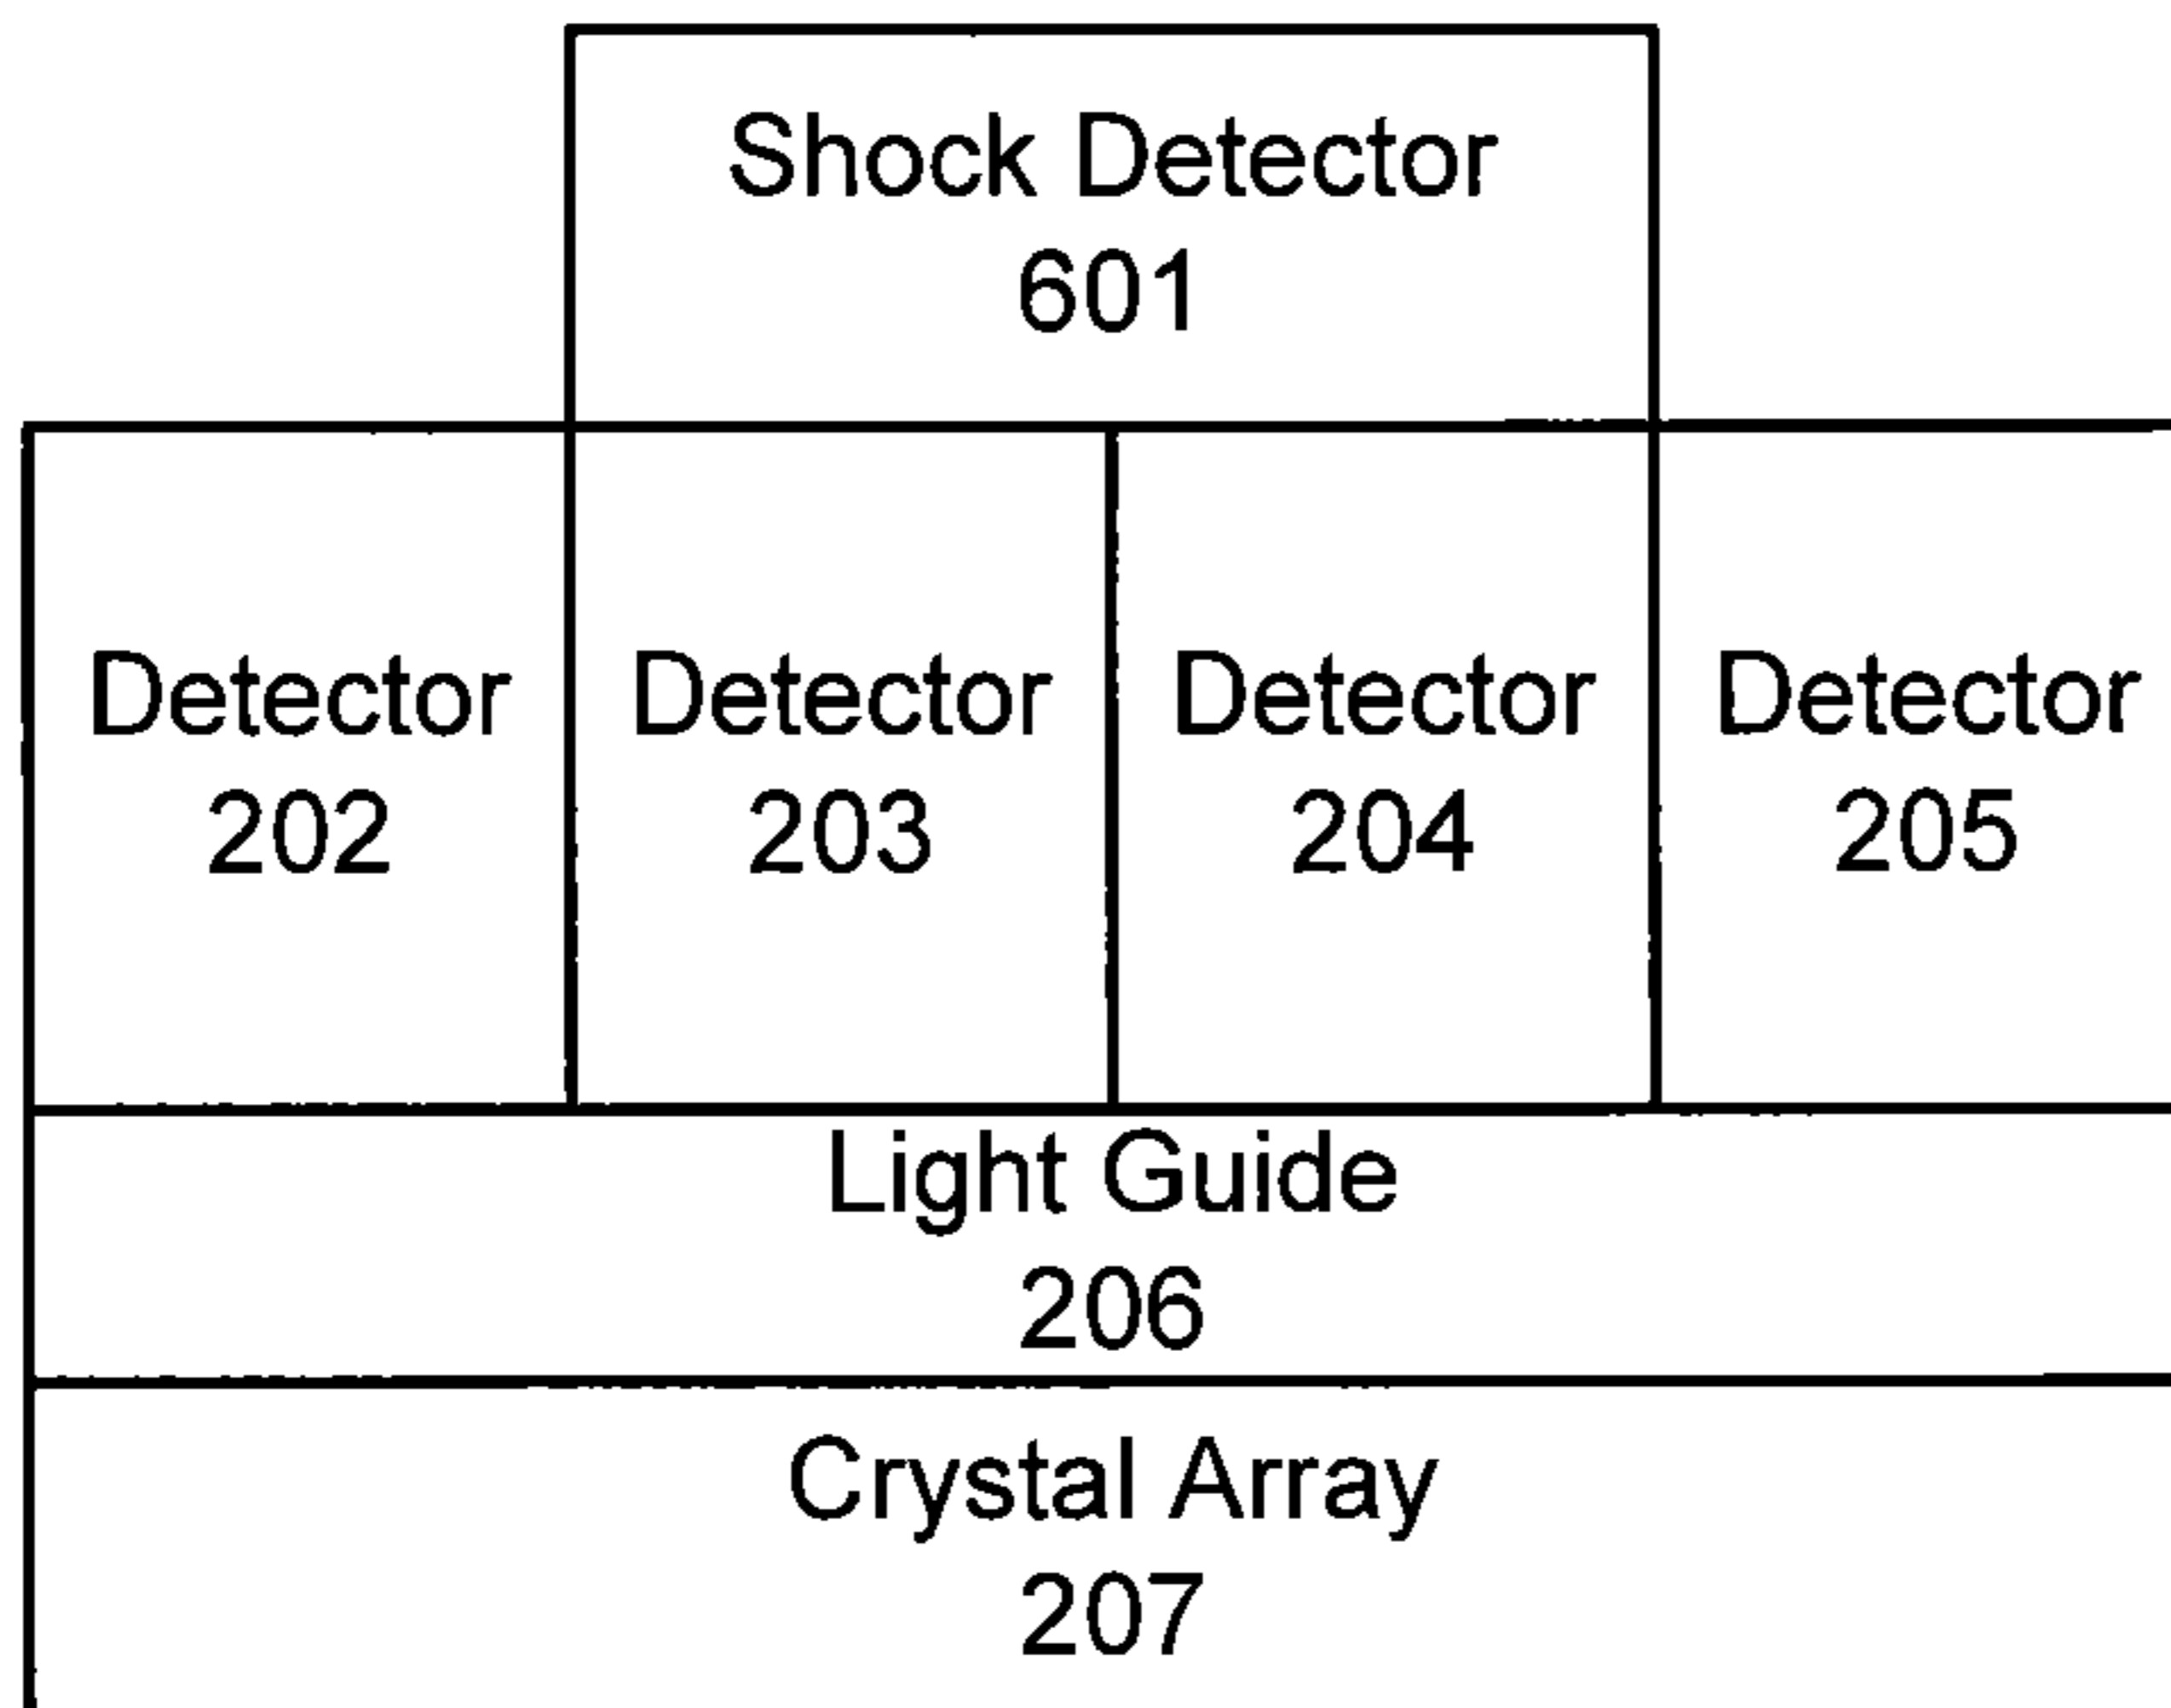 Shock Detector
601
Detector Detector Detector Detector
202 203 204 205
Light Guide
206
Crystal Array
207